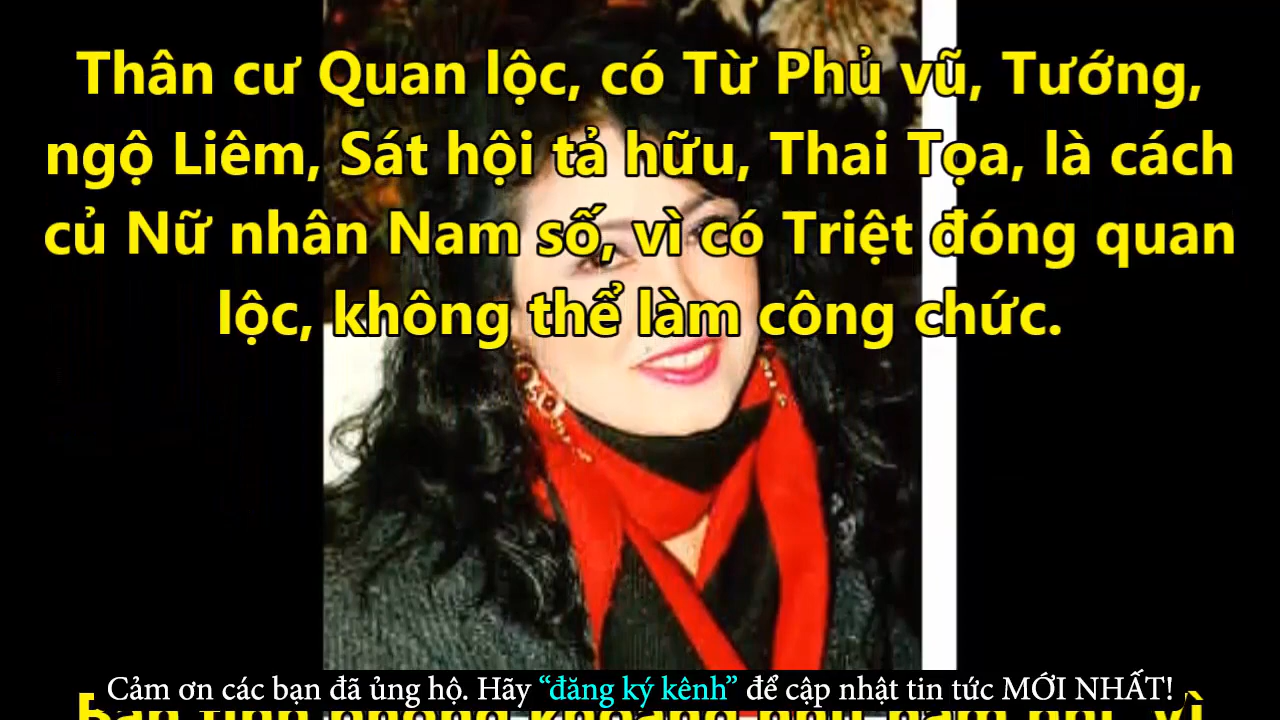 Thân cư Quan lộc, có Từ Phủ vũ, Tướng,
ngộ Liêm, Sát hội tả hữu, Thai Tọa, là cách
củ Nữ nhân Nam số, vì có Triệt đóng quan
lộc, không thể làm công chức.
Cảm ơn các bạn đã ủng hộ. Hãy “đăng ký kênh” để cập nhật tin tức MỚI NHẤT!